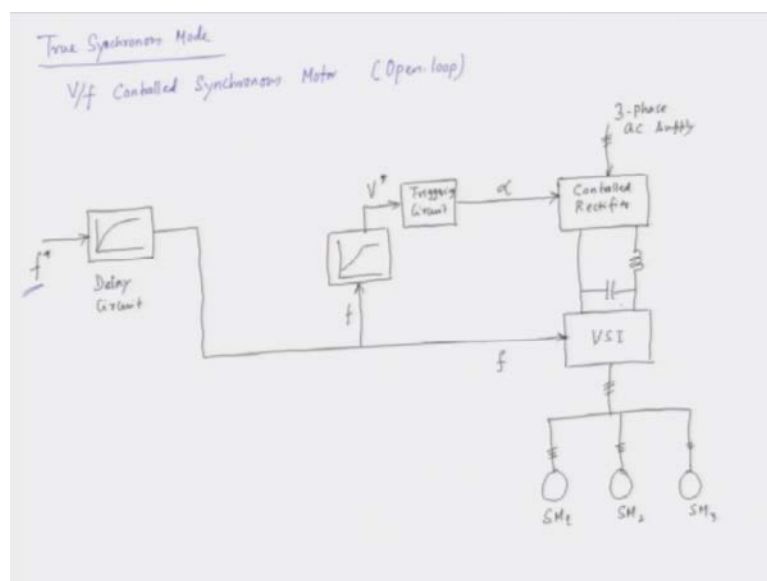 True Synchronous Mode
V/f Controlled Synchronous Motor (Open-loop)
3-phase
ac supply
V*
Circuit
α
Controlled
Rectifier
f*
Delay
Circuit
f
f
VSI
SM1
SM2
SM3